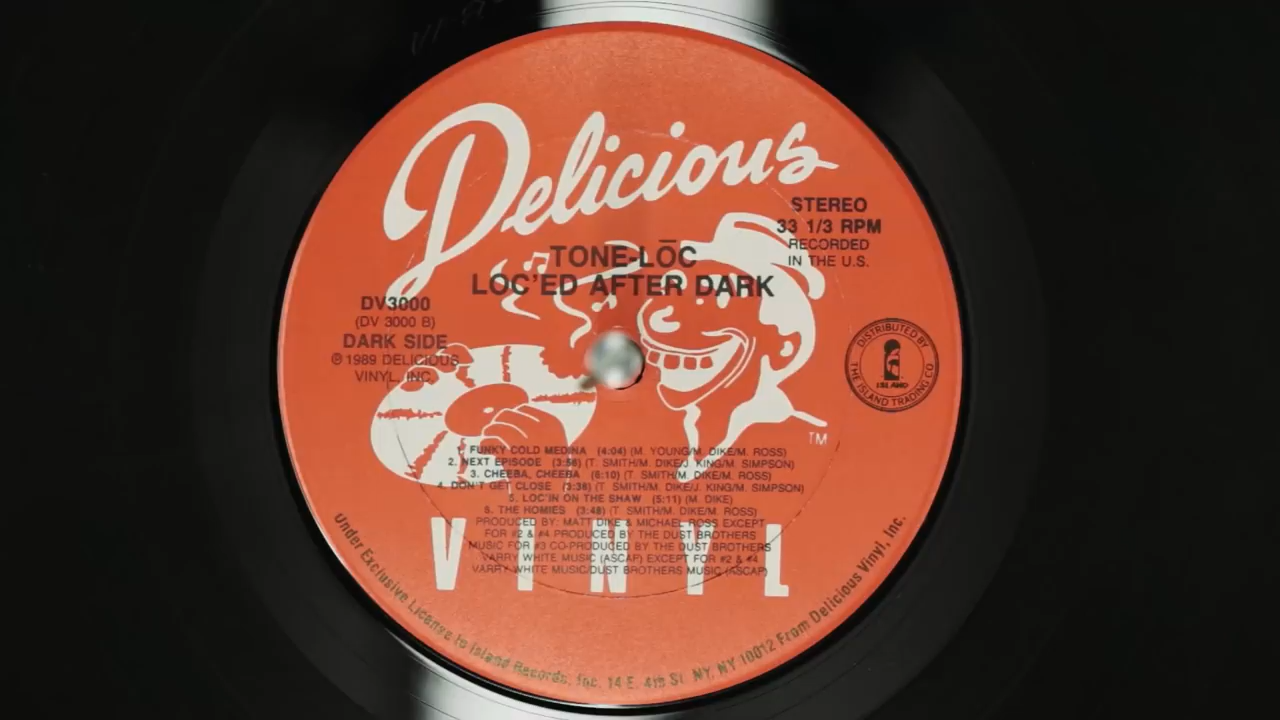 Delicious
STEREO
33 1/3 RPM
RECORDED
IN THE U.S.
TONE-LŌC
LOC'ED AFTER DARK
DV3000
(DV 3000 B)
DARK SIDE
℗ 1989 DELICIOUS
VINYL, INC.
DISTRIBUTED BY
ISLAND
THE ISLAND TRADING CO
TM
1. FUNKY COLD MEDINA (4:04) (M. YOUNG/M. DIKE/M. ROSS)
2. NEXT EPISODE (3:56) (T. SMITH/M. DIKE/J. KING/M. SIMPSON)
3. CHEEBA, CHEEBA (6:10) (T. SMITH/M. DIKE/M. ROSS)
4. DON'T GET CLOSE (3:38) (T. SMITH/M. DIKE/J. KING/M. SIMPSON)
5. LOC'IN ON THE SHAW (5:11) (M. DIKE)
6. THE HOMIES (3:48) (T. SMITH/M. DIKE/M. ROSS)
PRODUCED BY: MATT DIKE & MICHAEL ROSS EXCEPT
FOR #2 & #4 PRODUCED BY THE DUST BROTHERS
MUSIC FOR #3 CO-PRODUCED BY THE DUST BROTHERS
VARRY WHITE MUSIC (ASCAP) EXCEPT FOR #2 & #4
VARRY WHITE MUSIC/DUST BROTHERS MUSIC (ASCAP)
VINYL
Under Exclusive License to Island Records, Inc. 14 E. 4th St. NY, NY 10012 From Delicious Vinyl, Inc.